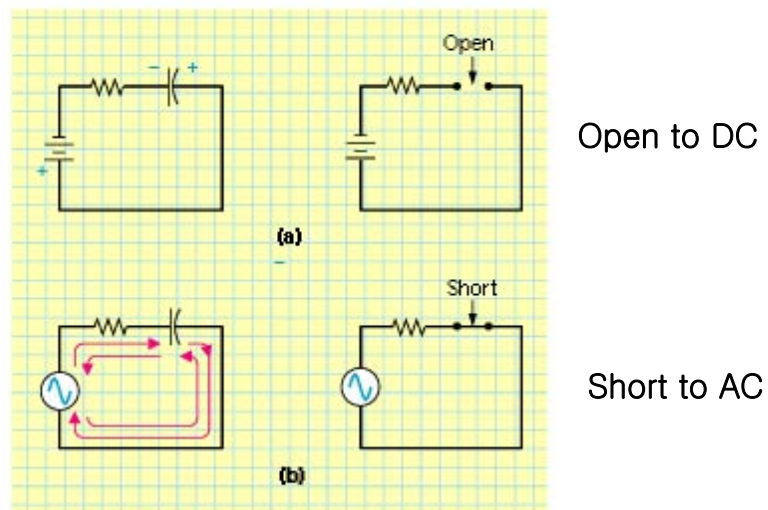 Open
- +
+
Open to DC
(a)
-
Short
Short to AC
(b)